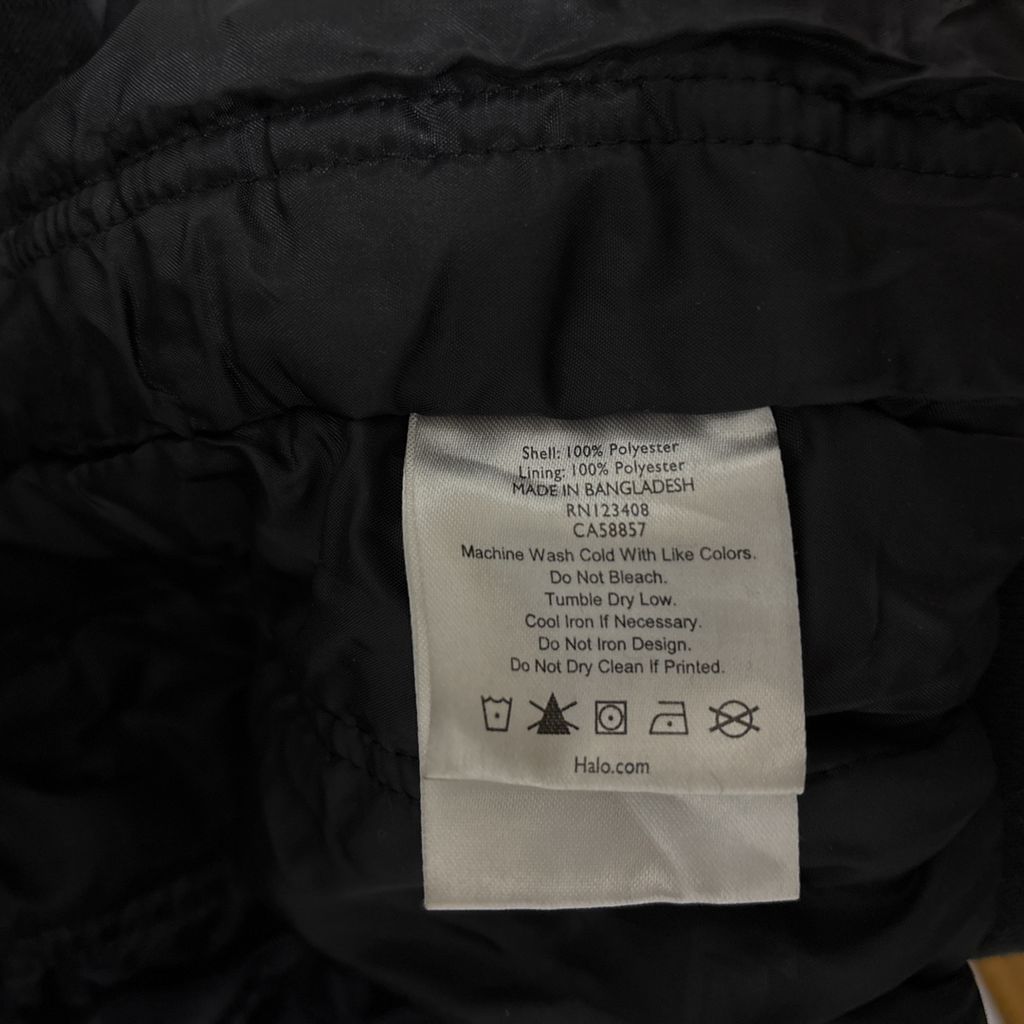 Shell: 100% Polyester
Lining: 100% Polyester
MADE IN BANGLADESH
RN123408
CA58857
Machine Wash Cold With Like Colors.
Do Not Bleach.
Tumble Dry Low.
Cool Iron If Necessary.
Do Not Iron Design.
Do Not Dry Clean If Printed.
Halo.com